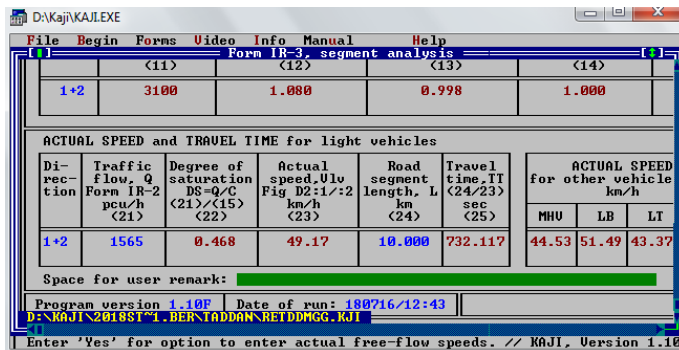 D:\Kaji\KAJI.EXE
File Begin Forms Video Info Manual Help
Form IR-3, segment analysis
(11) (12) (13) (14)
1+2 3100 1.080 0.998 1.000
ACTUAL SPEED and TRAVEL TIME for light vehicles
Di- Traffic Degree of Actual Road Travel ACTUAL SPEED
rec- flow, Q saturation speed,Vlv segment time,TT for other vehicle
tion Form IR-2 DS=Q/C Fig D2:1/:2 length, L (24/23) km/h
pcu/h (21)/(15) km/h km sec
(21) (22) (23) (24) (25) MHV LB LT
1+2 1565 0.468 49.17 10.000 732.117 44.53 51.49 43.37
Space for user remark:
Program version 1.10F Date of run: 180716/12:43
D:\KAJI\2018ST~1.BER\TADDAN\RETDDMGG.KJI
Enter 'Yes' for option to enter actual free-flow speeds. // KAJI, Version 1.10